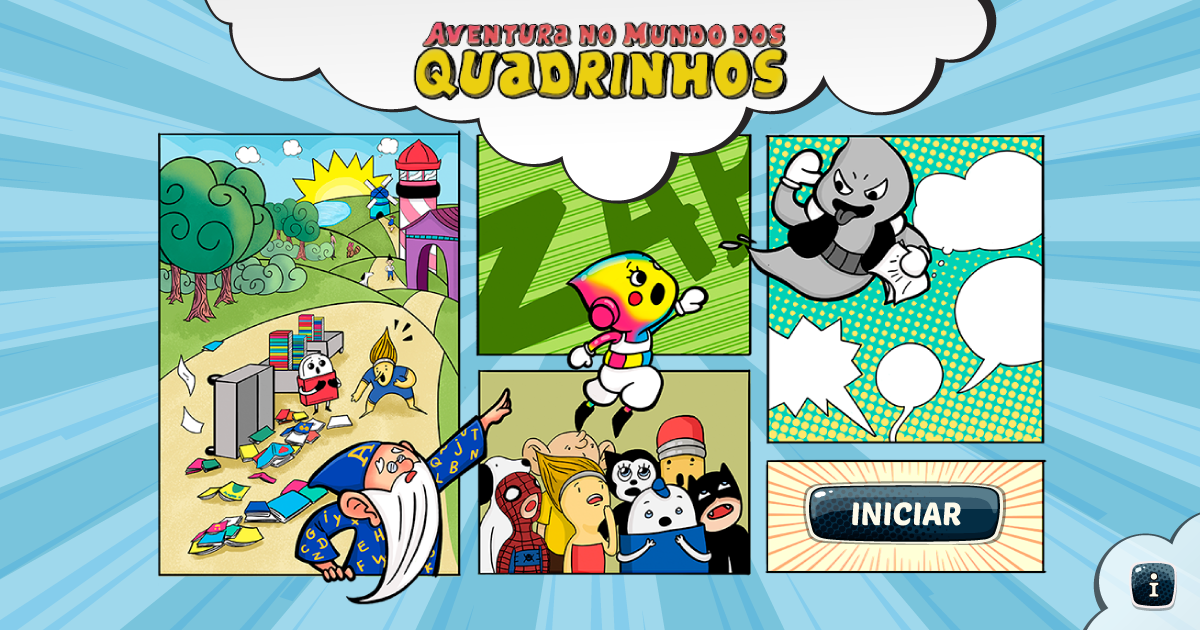 AVENTURA NO MUNDO DOS
QUADRINHOS
ZAP
A
INICIAR
i